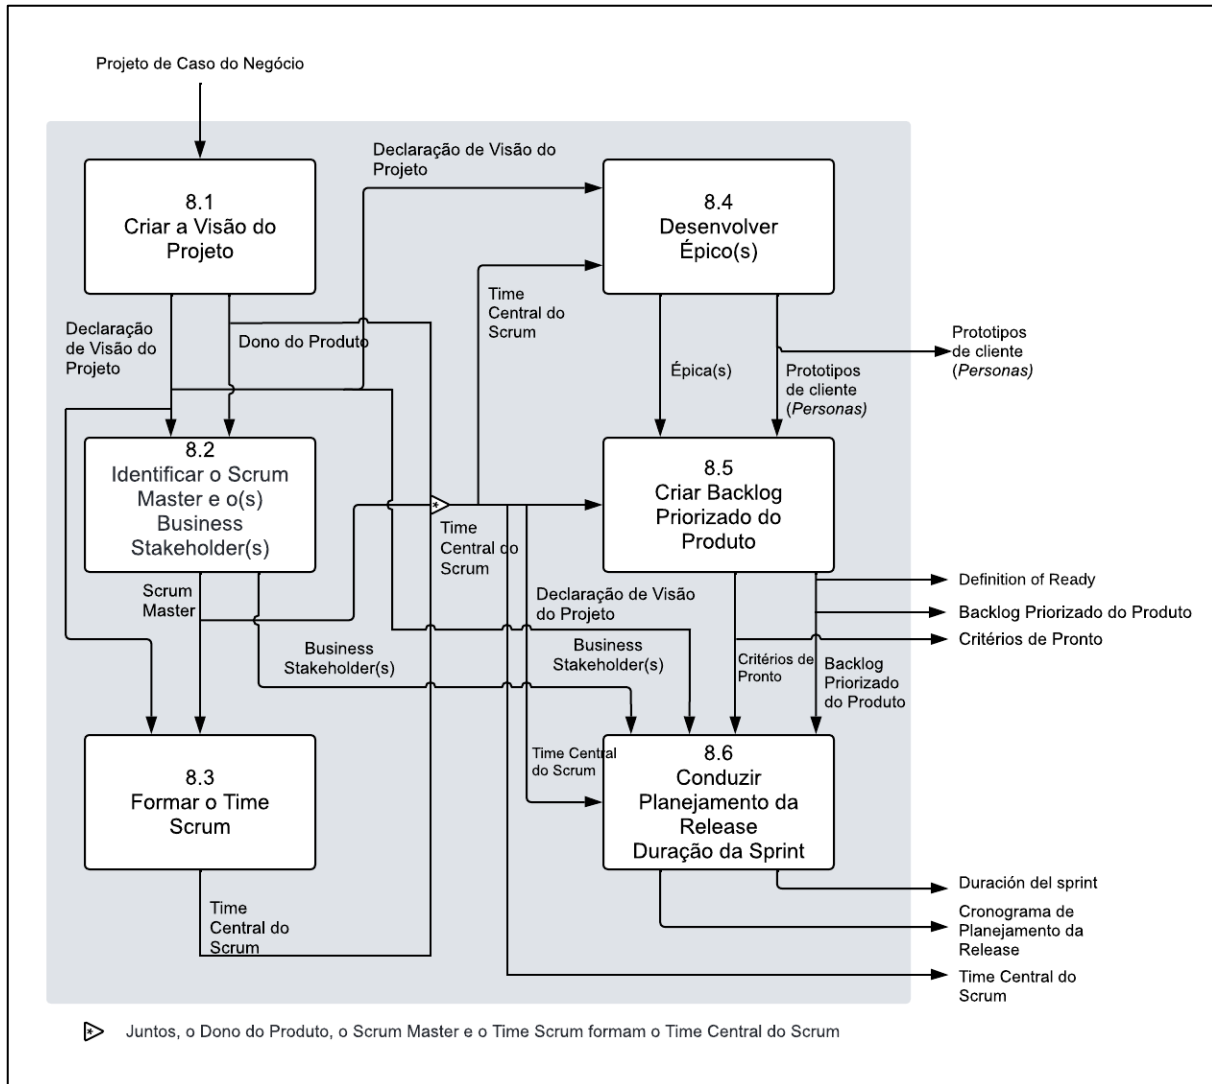 Projeto de Caso do Negócio
8.1
Criar a Visão do
Projeto
Declaração de Visão do
Projeto
8.4
Desenvolver
Épico(s)
Time
Central do
Scrum
Declaração
de Visão do
Projeto
Dono do Produto
Épica(s)
Prototipos
de cliente
(Personas)
Prototipos
de cliente
(Personas)
8.2
Identificar o Scrum
Master e o(s)
Business
Stakeholder(s)
8.5
Criar Backlog
Priorizado do
Produto
Time
Central do
Scrum
Scrum
Master
Declaração de Visão
do Projeto
Definition of Ready
Backlog Priorizado do Produto
Critérios de Pronto
Business
Stakeholder(s)
Business
Stakeholder(s)
Critérios de
Pronto
Backlog
Priorizado
do Produto
8.3
Formar o Time
Scrum
Time Central
do Scrum
8.6
Conduzir
Planejamento da
Release
Duração da Sprint
Time
Central do
Scrum
Duración del sprint
Cronograma de
Planejamento da
Release
Time Central do
Scrum
Juntos, o Dono do Produto, o Scrum Master e o Time Scrum formam o Time Central do Scrum